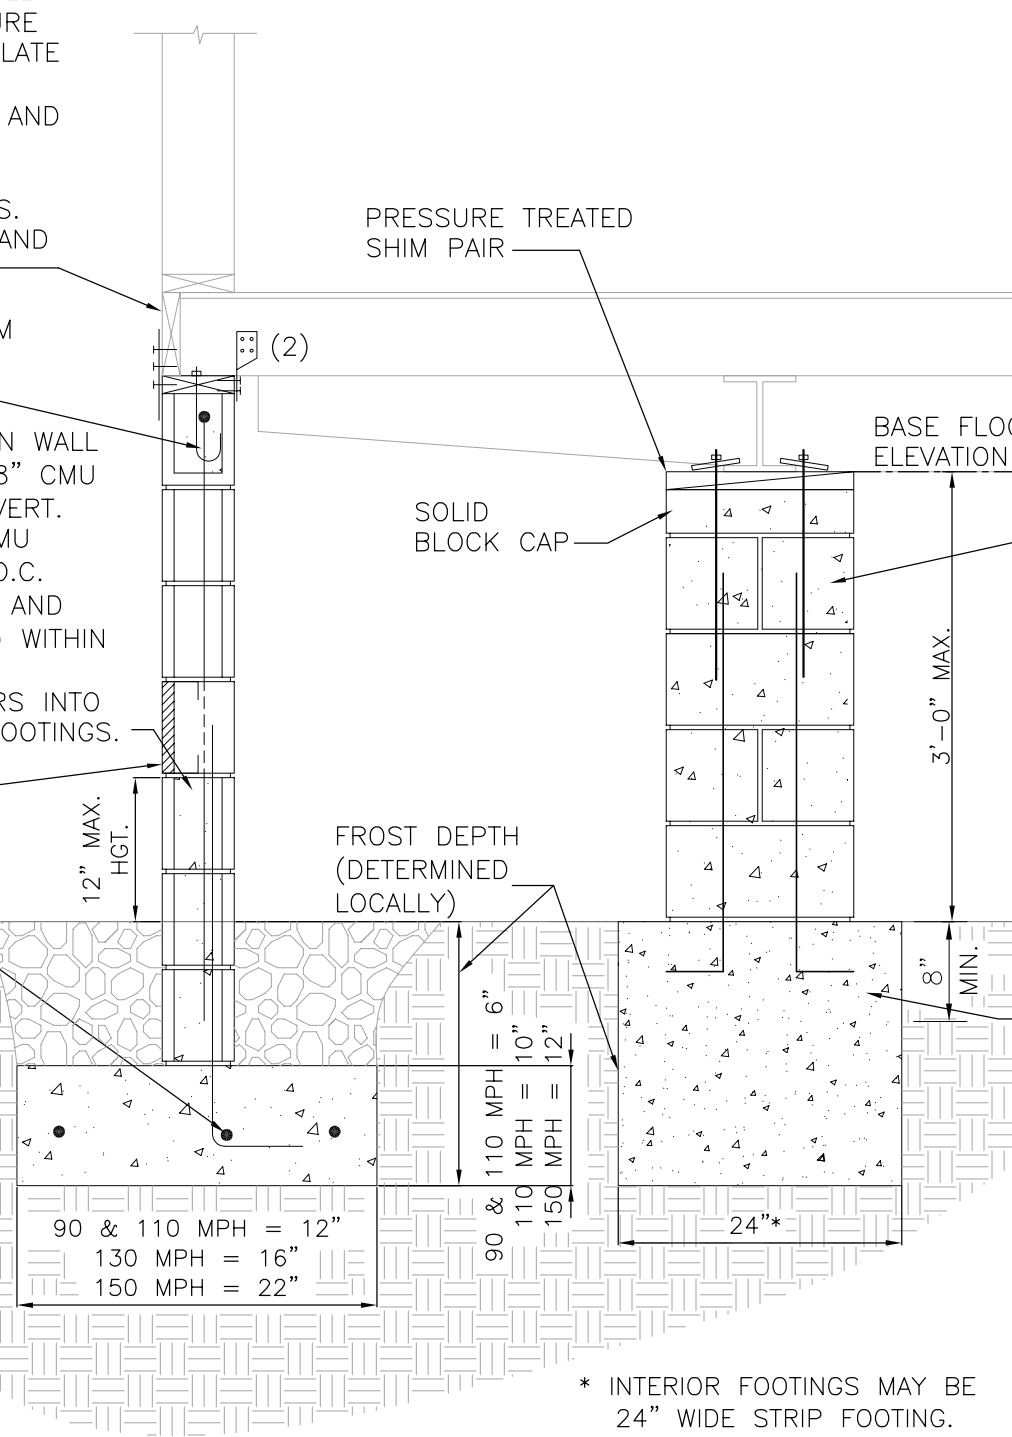 URE
LATE
AND
S.
AND
M
N WALL
8” CMU
VERT.
MU
O.C.
AND
WITHIN
RS INTO
OOTINGS.
PRESSURE TREATED
SHIM PAIR
(2)
BASE FLOO
ELEVATION
SOLID
BLOCK CAP
3'-0" MAX.
12” MAX.
HGT.
FROST DEPTH
(DETERMINED
LOCALLY)
8”
MIN.
90 & 110 MPH = 6”
110 MPH = 10”
150 MPH = 12”
90 & 110 MPH = 12”
130 MPH = 16”
150 MPH = 22”
24”*
* INTERIOR FOOTINGS MAY BE
24” WIDE STRIP FOOTING.